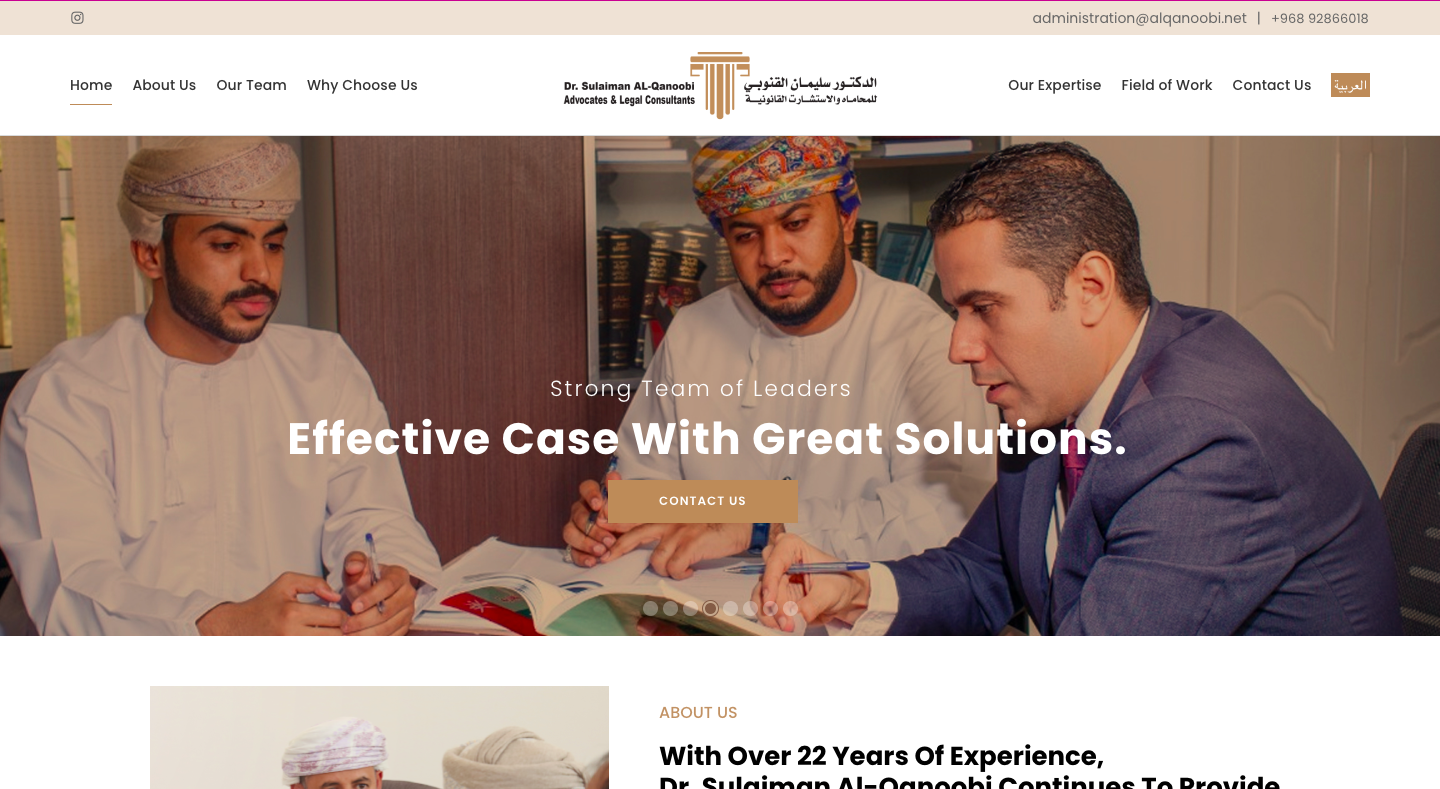 administration@alqanoobi.net | +968 92866018
Home About Us Our Team Why Choose Us
Dr. Sulaiman AL-Qanoobi
Advocates & Legal Consultants
الدكتور سليمان القنوبي
للمحاماه والاستشارت القانونية
Our Expertise Field of Work Contact Us العربية
Strong Team of Leaders
Effective Case With Great Solutions.
CONTACT US
ABOUT US
With Over 22 Years Of Experience,
Dr. Sulaiman Al-Qanoobi Continues To Provide